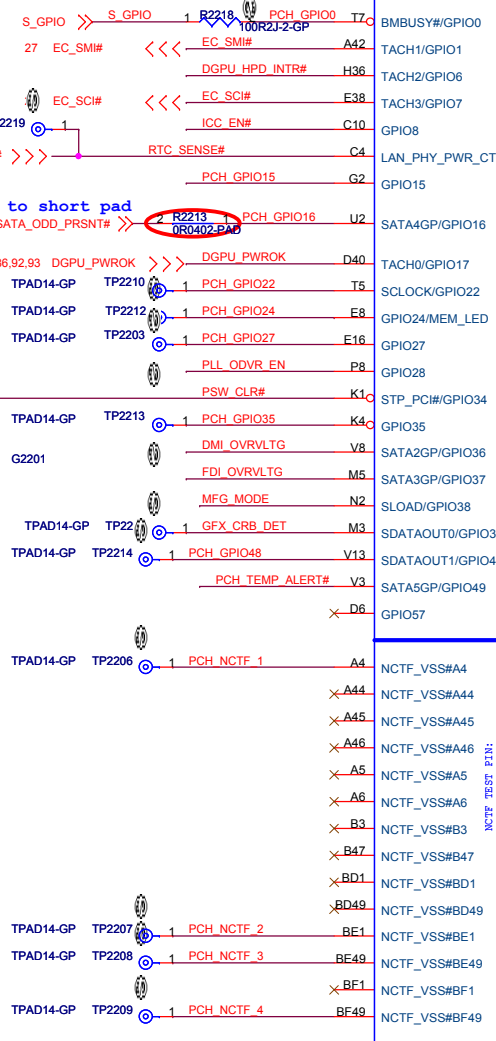 S_GPIO S_GPIO 1 R2218 PCH_GPIO0 T7 BMBUSY#/GPIO0
100R2J-2-GP
27 EC_SMI# EC_SMI# A42 TACH1/GPIO1
DGPU_HPD_INTR# H36 TACH2/GPIO6
EC_SCI# EC_SCI# E38 TACH3/GPIO7
2219 1 ICC_EN# C10 GPIO8
RTC_SENSE# C4 LAN_PHY_PWR_CT
PCH_GPIO15 G2 GPIO15
to short pad
SATA_ODD_PRSNT# 2 R2213 1 PCH_GPIO16 U2 SATA4GP/GPIO16
0R0402-PAD
36,92,93 DGPU_PWROK DGPU_PWROK D40 TACH0/GPIO17
TPAD14-GP TP2210 1 PCH_GPIO22 T5 SCLOCK/GPIO22
TPAD14-GP TP2212 1 PCH_GPIO24 E8 GPIO24/MEM_LED
TPAD14-GP TP2203 1 PCH_GPIO27 E16 GPIO27
PLL_ODVR_EN P8 GPIO28
PSW_CLR# K1 STP_PCI#/GPIO34
TPAD14-GP TP2213 1 PCH_GPIO35 K4 GPIO35
DMI_OVRVLTG V8 SATA2GP/GPIO36
G2201
FDI_OVRVLTG M5 SATA3GP/GPIO37
MFG_MODE N2 SLOAD/GPIO38
TPAD14-GP TP22 1 GFX_CRB_DET M3 SDATAOUT0/GPIO3
TPAD14-GP TP2214 1 PCH_GPIO48 V13 SDATAOUT1/GPIO4
PCH_TEMP_ALERT# V3 SATA5GP/GPIO49
D6 GPIO57
TPAD14-GP TP2206 1 PCH_NCTF_1 A4 NCTF_VSS#A4
A44 NCTF_VSS#A44
A45 NCTF_VSS#A45
A46 NCTF_VSS#A46
A5 NCTF_VSS#A5
A6 NCTF_VSS#A6
B3 NCTF_VSS#B3
B47 NCTF_VSS#B47
BD1 NCTF_VSS#BD1
BD49 NCTF_VSS#BD49
TPAD14-GP TP2207 1 PCH_NCTF_2 BE1 NCTF_VSS#BE1
TPAD14-GP TP2208 1 PCH_NCTF_3 BE49 NCTF_VSS#BE49
BF1 NCTF_VSS#BF1
TPAD14-GP TP2209 1 PCH_NCTF_4 BF49 NCTF_VSS#BF49
NCTF TEST PIN: